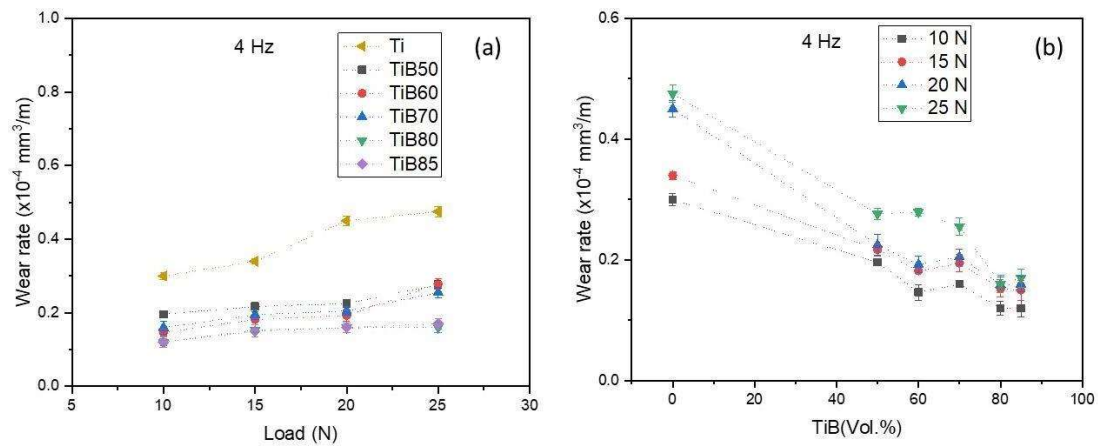 4 Hz
(a)
Ti
TiB50
TiB60
TiB70
TiB80
TiB85
Wear rate (x10⁻⁴ mm³/m)
1.0
0.8
0.6
0.4
0.2
0.0
5 10 15 20 25 30
Load (N)
4 Hz
(b)
10 N
15 N
20 N
25 N
Wear rate (x10⁻⁴ mm³/m)
0.6
0.4
0.2
0.0
0 20 40 60 80 100
TiB(Vol.%)